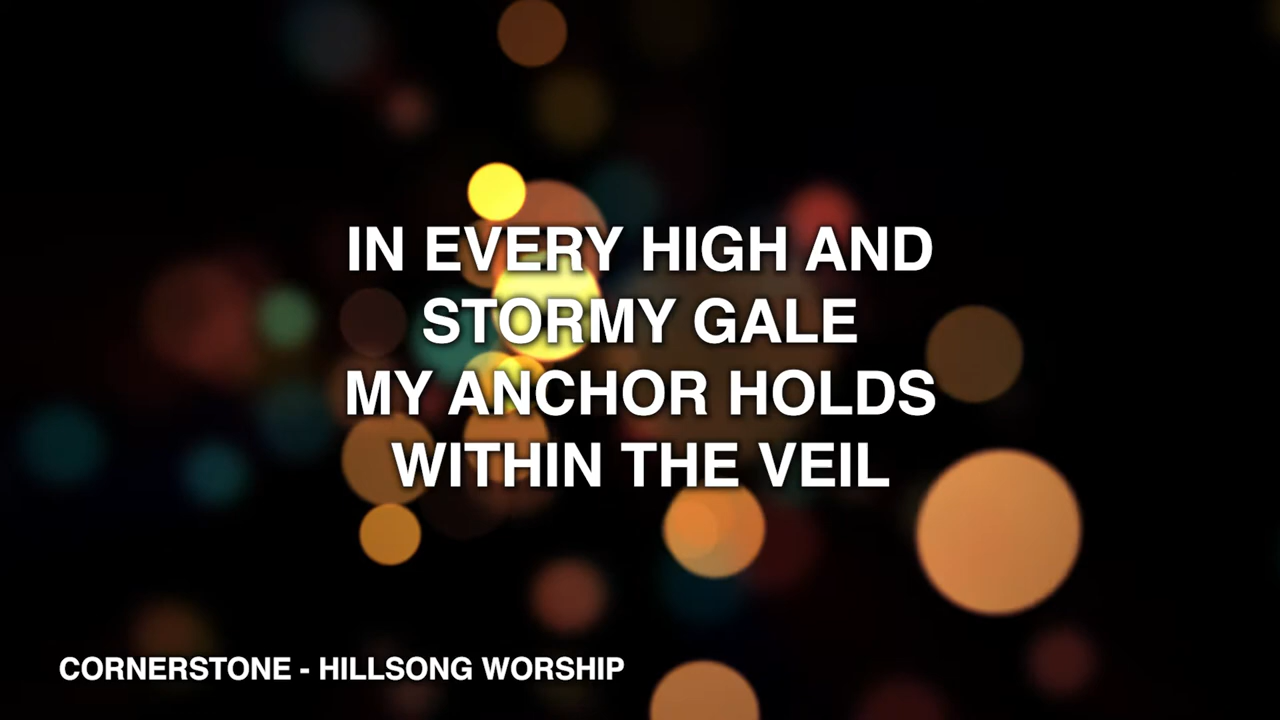 IN EVERY HIGH AND
STORMY GALE
MY ANCHOR HOLDS
WITHIN THE VEIL
CORNERSTONE - HILLSONG WORSHIP